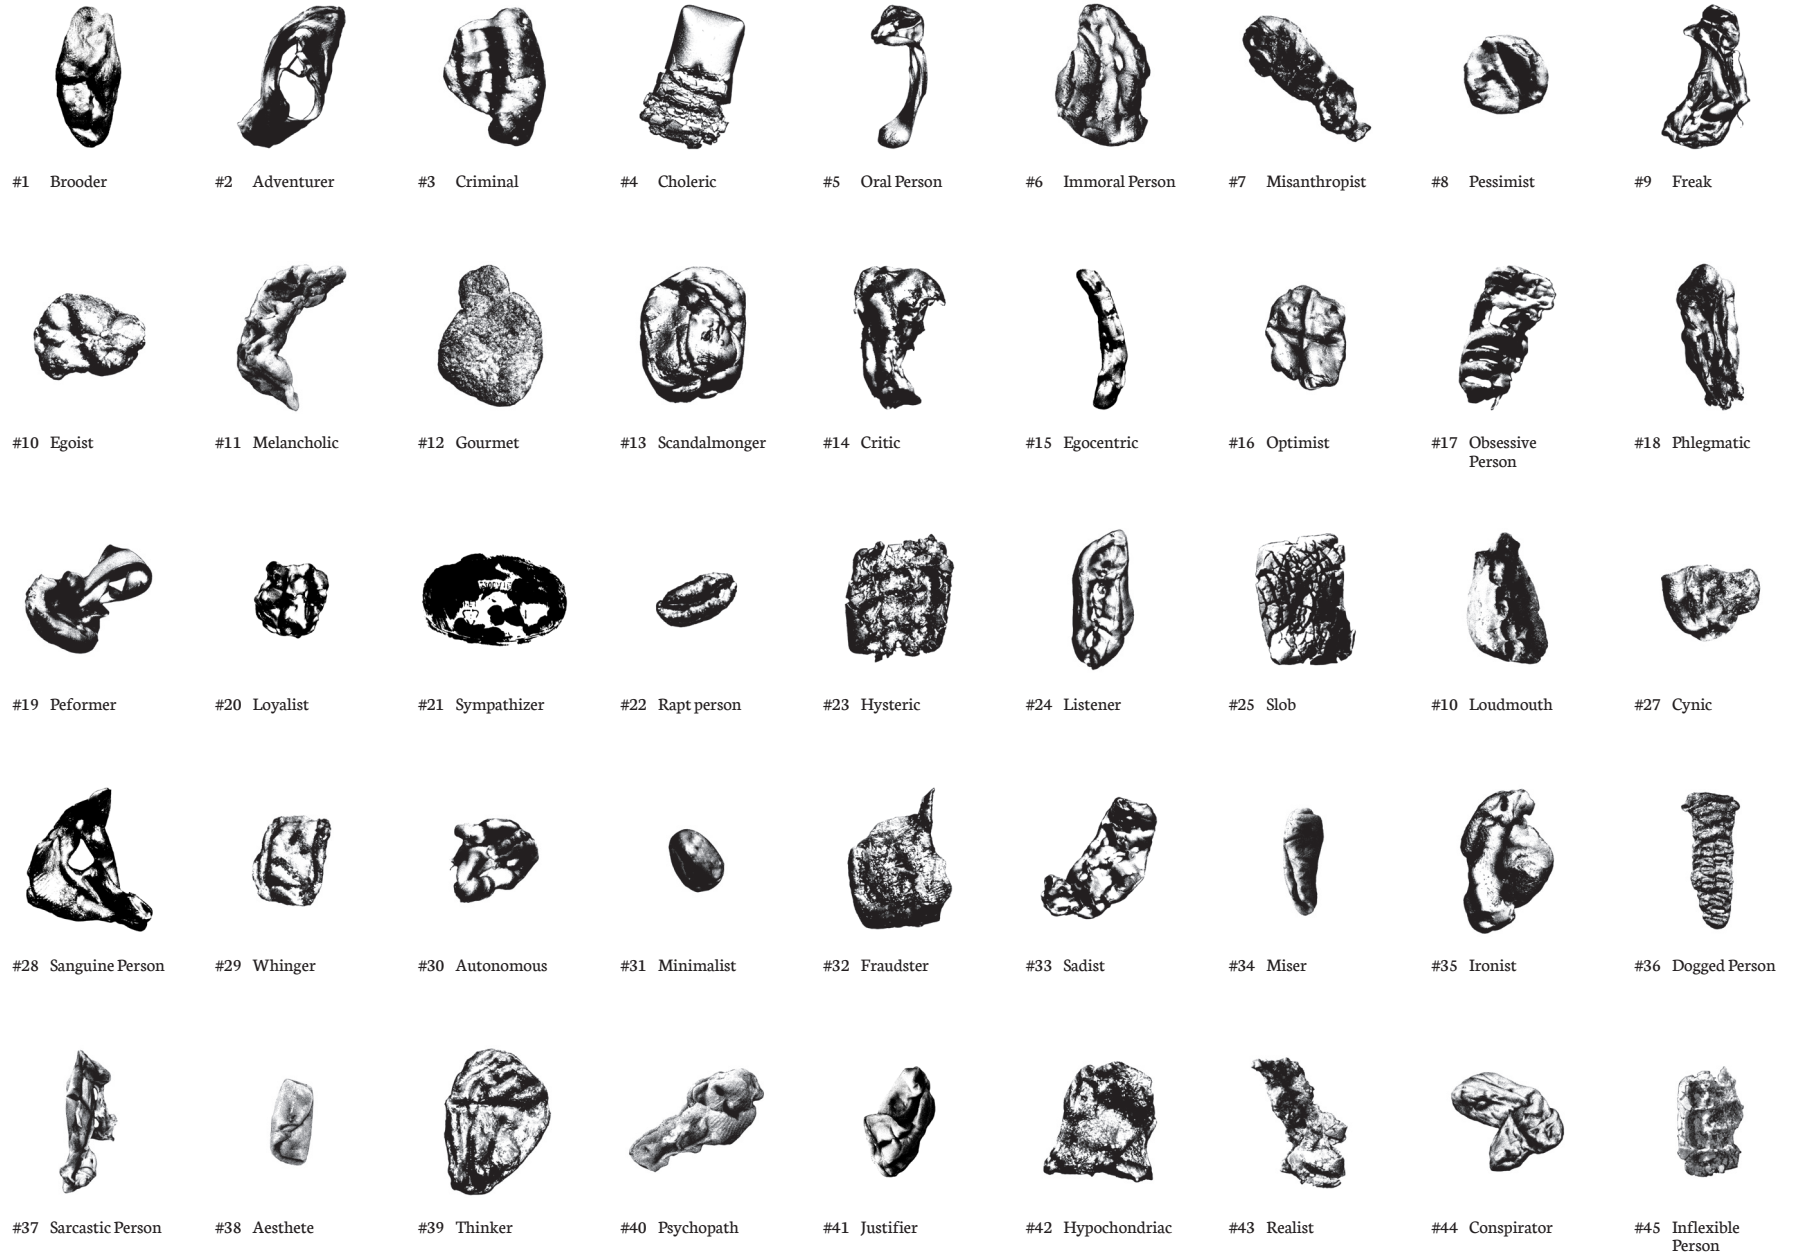 #1 Brooder
#2 Adventurer
#3 Criminal
#4 Choleric
#5 Oral Person
#6 Immoral Person
#7 Misanthropist
#8 Pessimist
#9 Freak
#10 Egoist
#11 Melancholic
#12 Gourmet
#13 Scandalmonger
#14 Critic
#15 Egocentric
#16 Optimist
#17 Obsessive
Person
#18 Phlegmatic
#19 Peformer
#20 Loyalist
#21 Sympathizer
#22 Rapt person
#23 Hysteric
#24 Listener
#25 Slob
#10 Loudmouth
#27 Cynic
#28 Sanguine Person
#29 Whinger
#30 Autonomous
#31 Minimalist
#32 Fraudster
#33 Sadist
#34 Miser
#35 Ironist
#36 Dogged Person
#37 Sarcastic Person
#38 Aesthete
#39 Thinker
#40 Psychopath
#41 Justifier
#42 Hypochondriac
#43 Realist
#44 Conspirator
#45 Inflexible
Person